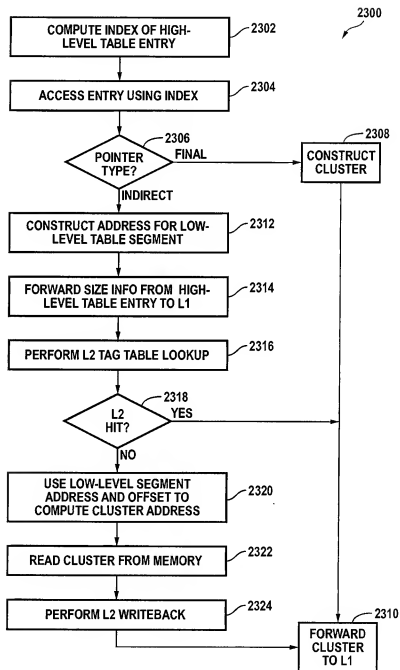 2300
COMPUTE INDEX OF HIGH-
LEVEL TABLE ENTRY
2302
ACCESS ENTRY USING INDEX
2304
2306
POINTER
TYPE?
FINAL
INDIRECT
2308
CONSTRUCT
CLUSTER
CONSTRUCT ADDRESS FOR LOW-
LEVEL TABLE SEGMENT
2312
FORWARD SIZE INFO FROM HIGH-
LEVEL TABLE ENTRY TO L1
2314
PERFORM L2 TAG TABLE LOOKUP
2316
2318
L2
HIT?
YES
NO
USE LOW-LEVEL SEGMENT
ADDRESS AND OFFSET TO
COMPUTE CLUSTER ADDRESS
2320
READ CLUSTER FROM MEMORY
2322
PERFORM L2 WRITEBACK
2324
2310
FORWARD
CLUSTER
TO L1